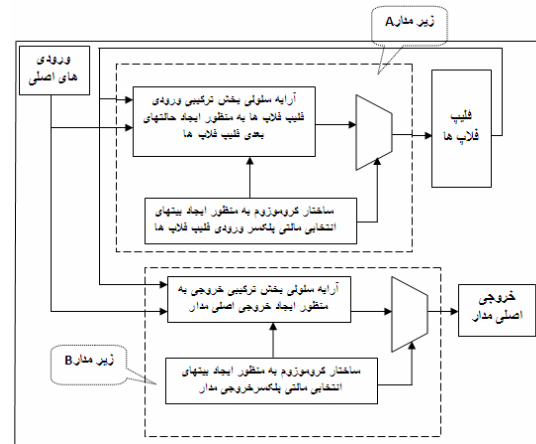 زیر مدارA
ورودی
های اصلی
آرایه سلولی بخش ترکیبی ورودی
فلیپ فلاپ ها به منظور ایجاد حالتهای
بعدی فلیپ فلاپ ها
فلیپ
فلاپ ها
ساختار کروموزوم به منظور ایجاد بیتهای
انتخابی مالتی پلکسر ورودی فلیپ فلاپ ها
آرایه سلولی بخش ترکیبی خروجی به
منظور ایجاد خروجی اصلی مدار
خروجی
اصلی مدار
زیر مدارB
ساختار کروموزوم به منظور ایجاد بیتهای
انتخابی مالتی پلکسرخروجی مدار